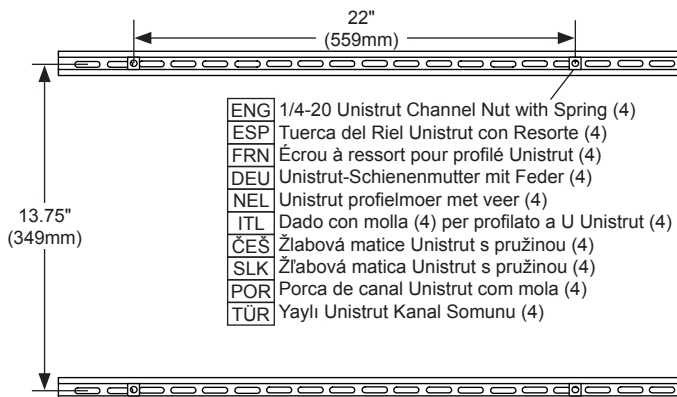 22"
(559mm)
ENG 1/4-20 Unistrut Channel Nut with Spring (4)
ESP Tuerca del Riel Unistrut con Resorte (4)
FRN Écrou à ressort pour profilé Unistrut (4)
DEU Unistrut-Schienenmutter mit Feder (4)
NEL Unistrut profielmoer met veer (4)
ITL Dado con molla (4) per profilato a U Unistrut (4)
ČEŠ Žlabová matice Unistrut s pružinou (4)
SLK Žľabová matica Unistrut s pružinou (4)
POR Porca de canal Unistrut com mola (4)
TÜR Yaylı Unistrut Kanal Somunu (4)
13.75"
(349mm)